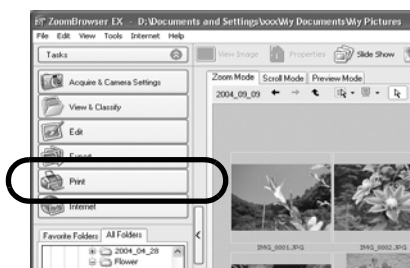 ZoomBrowser EX - D:\Documents and Settings\xxx\My Documents\My Pictures
File Edit View Tools Internet Help
Tasks
View Image Properties Slide Show
Acquire & Camera Settings
Zoom Mode Scroll Mode Preview Mode
2004_09_09
View & Classify
Edit
Export
Print
Internet
Favorite Folders All Folders
2004_04_28
Flower
IMG_0001.JPG IMG_0002.JPG